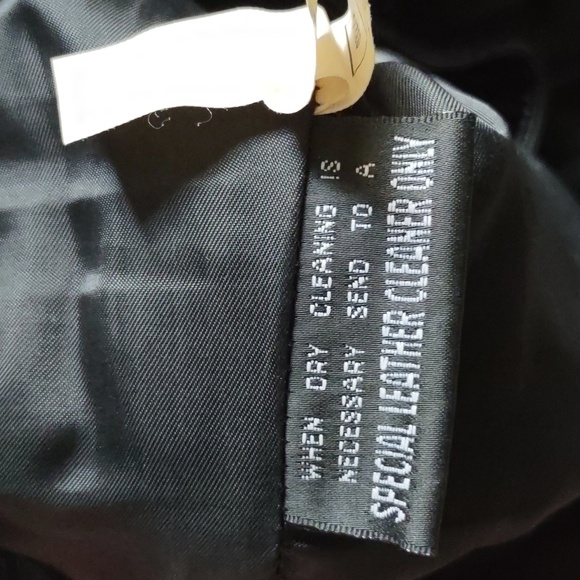 WHEN DRY CLEANING IS
NECESSARY SEND TO A
SPECIAL LEATHER CLEANER ONLY